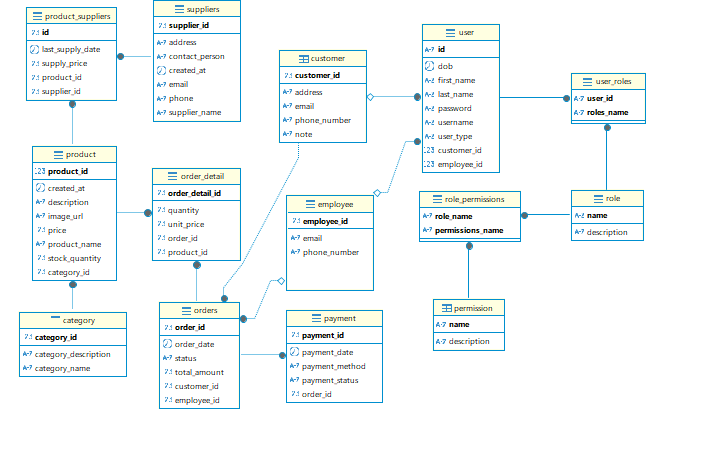 product_suppliers
id
last_supply_date
supply_price
product_id
supplier_id
suppliers
supplier_id
address
contact_person
created_at
email
phone
supplier_name
customer
customer_id
address
email
phone_number
note
user
id
dob
first_name
last_name
password
username
user_type
customer_id
employee_id
user_roles
user_id
roles_name
product
product_id
created_at
description
image_url
price
product_name
stock_quantity
category_id
order_detail
order_detail_id
quantity
unit_price
order_id
product_id
employee
employee_id
email
phone_number
role_permissions
role_name
permissions_name
role
name
description
category
category_id
category_description
category_name
orders
order_id
order_date
status
total_amount
customer_id
employee_id
payment
payment_id
payment_date
payment_method
payment_status
order_id
permission
name
description